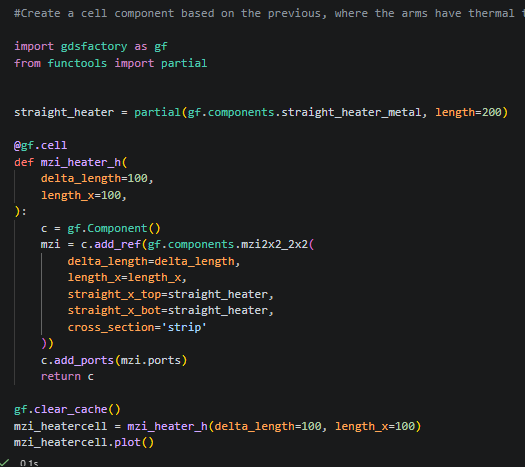 #Create a cell component based on the previous, where the arms have thermal
import gdsfactory as gf
from functools import partial
straight_heater = partial(gf.components.straight_heater_metal, length=200)
@gf.cell
def mzi_heater_h(
    delta_length=100,
    length_x=100,
):
    c = gf.Component()
    mzi = c.add_ref(gf.components.mzi2x2_2x2(
        delta_length=delta_length,
        length_x=length_x,
        straight_x_top=straight_heater,
        straight_x_bot=straight_heater,
        cross_section='strip'
    ))
    c.add_ports(mzi.ports)
    return c
gf.clear_cache()
mzi_heatercell = mzi_heater_h(delta_length=100, length_x=100)
mzi_heatercell.plot()
0.1s